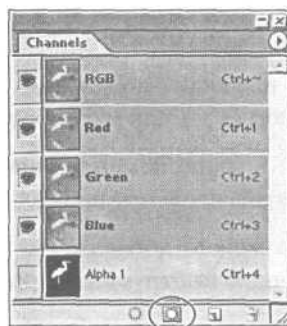 Channels
RGB Ctrl+~
Red Ctrl+1
Green Ctrl+2
Blue Ctrl+3
Alpha 1 Ctrl+4